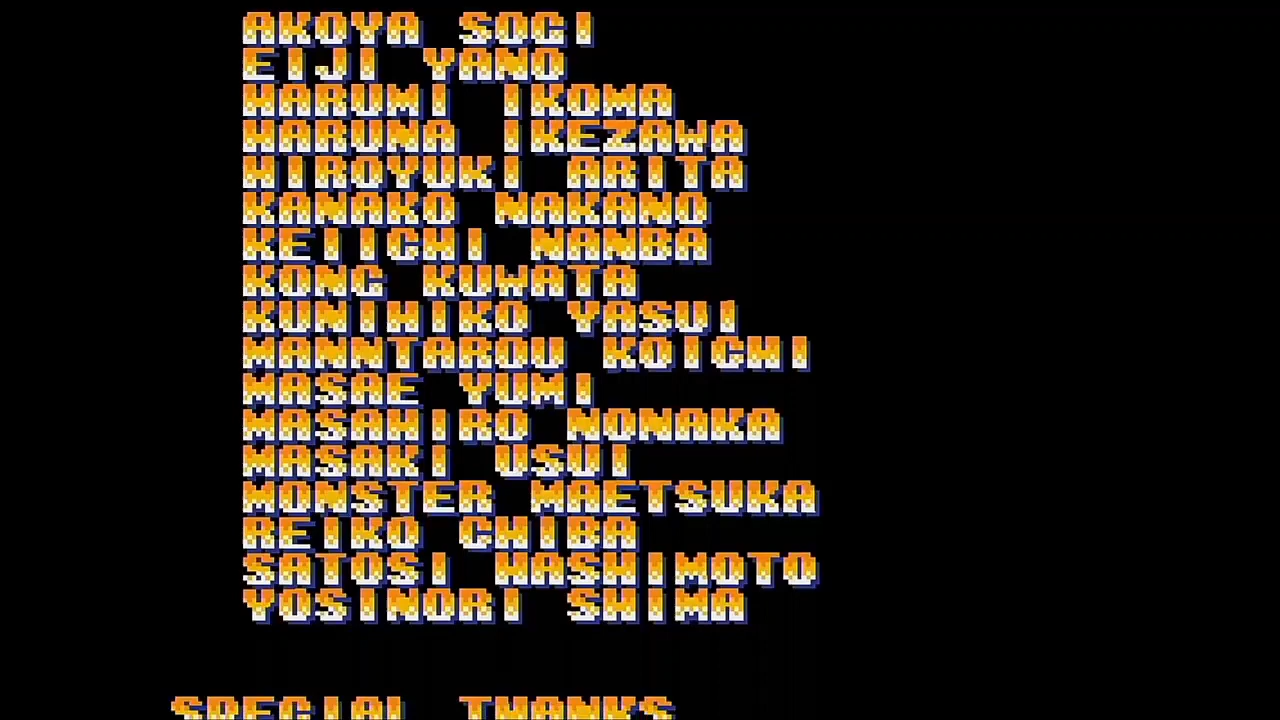 AKOYA SOGI
EIJI YANO
HARUMI IKOMA
HARUNA IKEZAWA
HIROYUKI ARITA
KANAKO NAKANO
KEIICHI NANBA
KONG KUWATA
KUNIHIKO YASUI
MANNTAROU KOICHI
MASAE YUMI
MASAHIRO NONAKA
MASAKI USUI
MONSTER MAETSUKA
REIKO CHIBA
SATOSI HASHIMOTO
YOSINORI SHIMA
SPECIAL THANKS